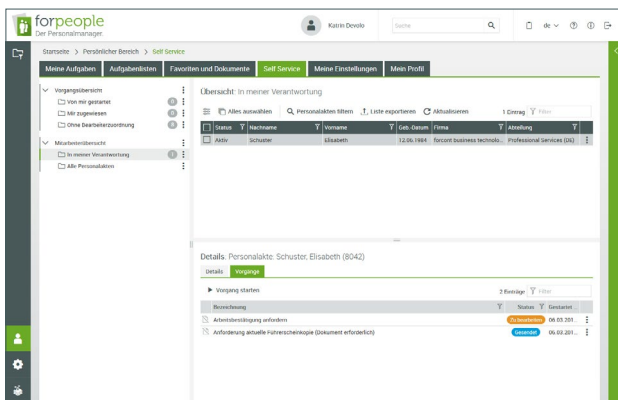 forpeople
Der Personalmanager.
Katrin Devolo
Suche
de
Startseite > Persönlicher Bereich > Self Service
Meine Aufgaben
Aufgabenlisten
Favoriten und Dokumente
Self Service
Meine Einstellungen
Mein Profil
Vorgangsübersicht
Von mir gestartet 0
Mir zugewiesen 0
Ohne Bearbeiterzuordnung 0
Mitarbeiterübersicht
In meiner Verantwortung 1
Alle Personalakten
Übersicht: In meiner Verantwortung
Alles auswählen
Personalakten filtern
Liste exportieren
Aktualisieren
1 Eintrag
Filter
Status Nachname Vorname Geb.-Datum Firma Abteilung
Aktiv Schuster Elisabeth 12.06.1984 forcont business technolo... Professional Services (DE)
Details: Personalakte: Schuster, Elisabeth (8042)
Details
Vorgänge
Vorgang starten
2 Einträge
Filter
Bezeichnung Status Gestartet ...
Arbeitsbestätigung anfordern Zu bearbeiten 06.03.201...
Anforderung aktuelle Führerscheinkopie (Dokument erforderlich) Gesendet 06.03.201...